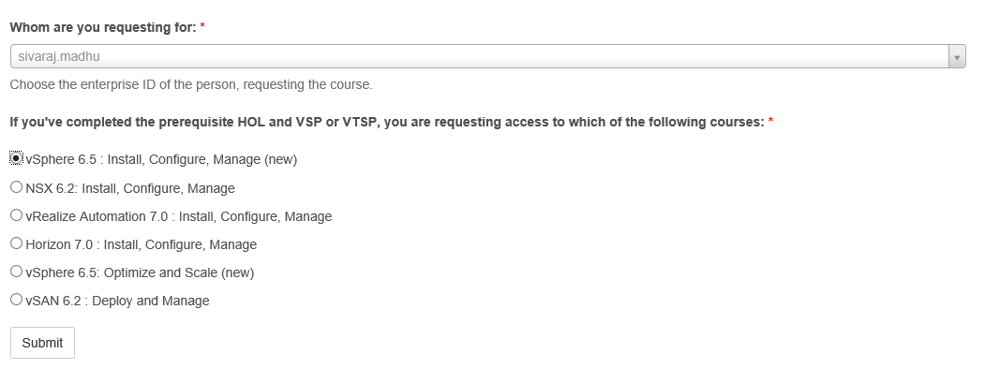 Whom are you requesting for: *
sivaraj.madhu
Choose the enterprise ID of the person, requesting the course.
If you've completed the prerequisite HOL and VSP or VTSP, you are requesting access to which of the following courses: *
vSphere 6.5 : Install, Configure, Manage (new)
NSX 6.2: Install, Configure, Manage
vRealize Automation 7.0 : Install, Configure, Manage
Horizon 7.0 : Install, Configure, Manage
vSphere 6.5: Optimize and Scale (new)
vSAN 6.2 : Deploy and Manage
Submit